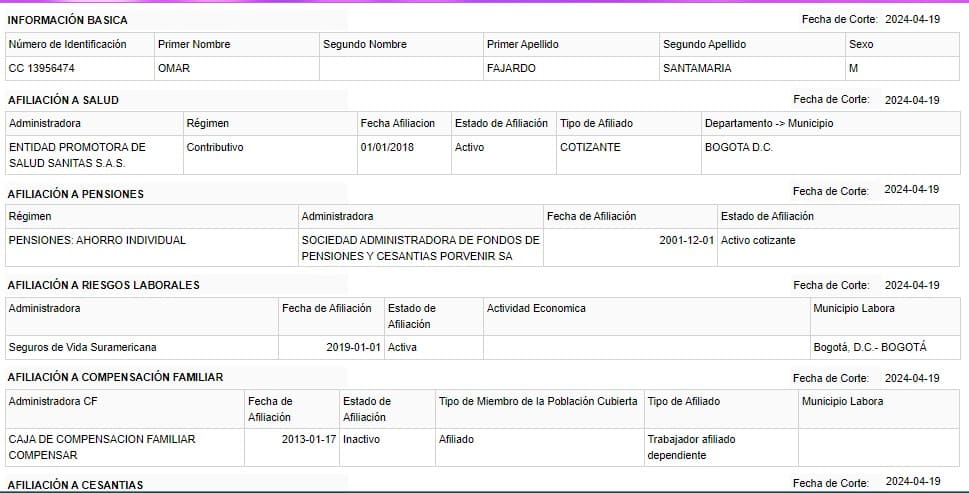 INFORMACIÓN BASICA Fecha de Corte: 2024-04-19
Número de Identificación Primer Nombre Segundo Nombre Primer Apellido Segundo Apellido Sexo
CC 13956474 OMAR FAJARDO SANTAMARIA M
AFILIACIÓN A SALUD Fecha de Corte: 2024-04-19
Administradora Régimen Fecha Afiliacion Estado de Afiliación Tipo de Afiliado Departamento -> Municipio
ENTIDAD PROMOTORA DE Contributivo 01/01/2018 Activo COTIZANTE BOGOTA D.C.
SALUD SANITAS S.A.S.
AFILIACIÓN A PENSIONES Fecha de Corte: 2024-04-19
Régimen Administradora Fecha de Afiliación Estado de Afiliación
PENSIONES: AHORRO INDIVIDUAL SOCIEDAD ADMINISTRADORA DE FONDOS DE 2001-12-01 Activo cotizante
PENSIONES Y CESANTIAS PORVENIR SA
AFILIACIÓN A RIESGOS LABORALES Fecha de Corte: 2024-04-19
Administradora Fecha de Afiliación Estado de Actividad Economica Municipio Labora
Afiliación
Seguros de Vida Suramericana 2019-01-01 Activa Bogotá, D.C.- BOGOTÁ
AFILIACIÓN A COMPENSACIÓN FAMILIAR Fecha de Corte: 2024-04-19
Administradora CF Fecha de Estado de Tipo de Miembro de la Población Cubierta Tipo de Afiliado Municipio Labora
Afiliación Afiliación
CAJA DE COMPENSACION FAMILIAR 2013-01-17 Inactivo Afiliado Trabajador afiliado
COMPENSAR dependiente
AFILIACIÓN A CESANTIAS Fecha de Corte: 2024-04-19